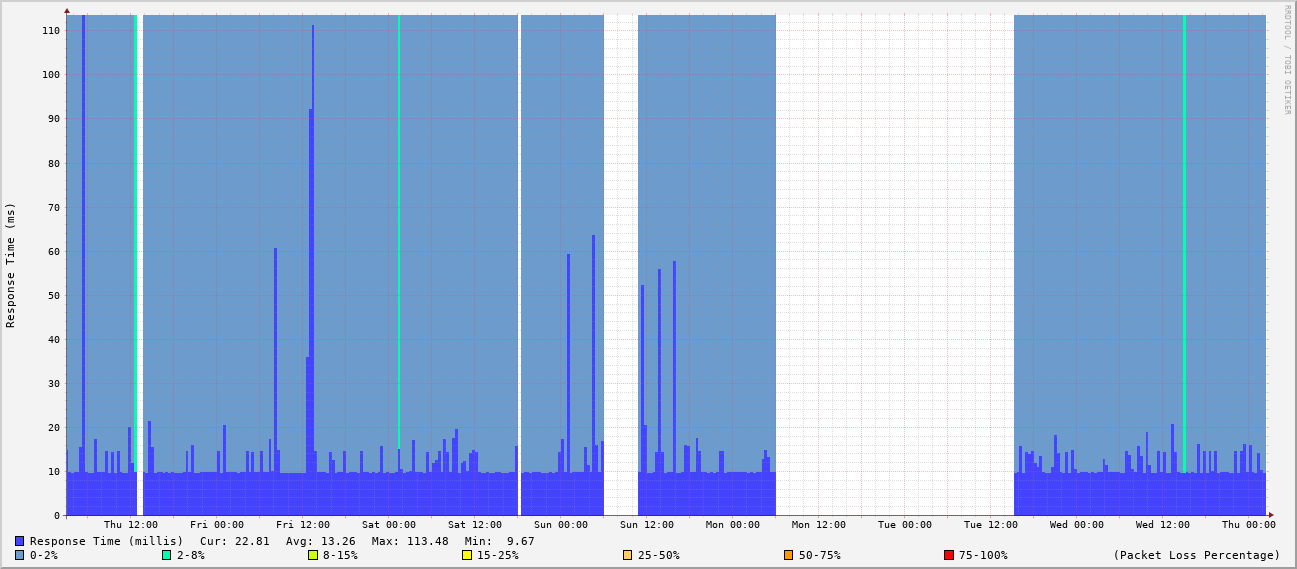 RRDTOOL / TOBI OETIKER
Response Time (ms)
110
100
90
80
70
60
50
40
30
20
10
0
Thu 12:00 Fri 00:00 Fri 12:00 Sat 00:00 Sat 12:00 Sun 00:00 Sun 12:00 Mon 00:00 Mon 12:00 Tue 00:00 Tue 12:00 Wed 00:00 Wed 12:00 Thu 00:00
Response Time (millis) Cur: 22.81 Avg: 13.26 Max: 113.48 Min: 9.67
0-2% 2-8% 8-15% 15-25% 25-50% 50-75% 75-100% (Packet Loss Percentage)